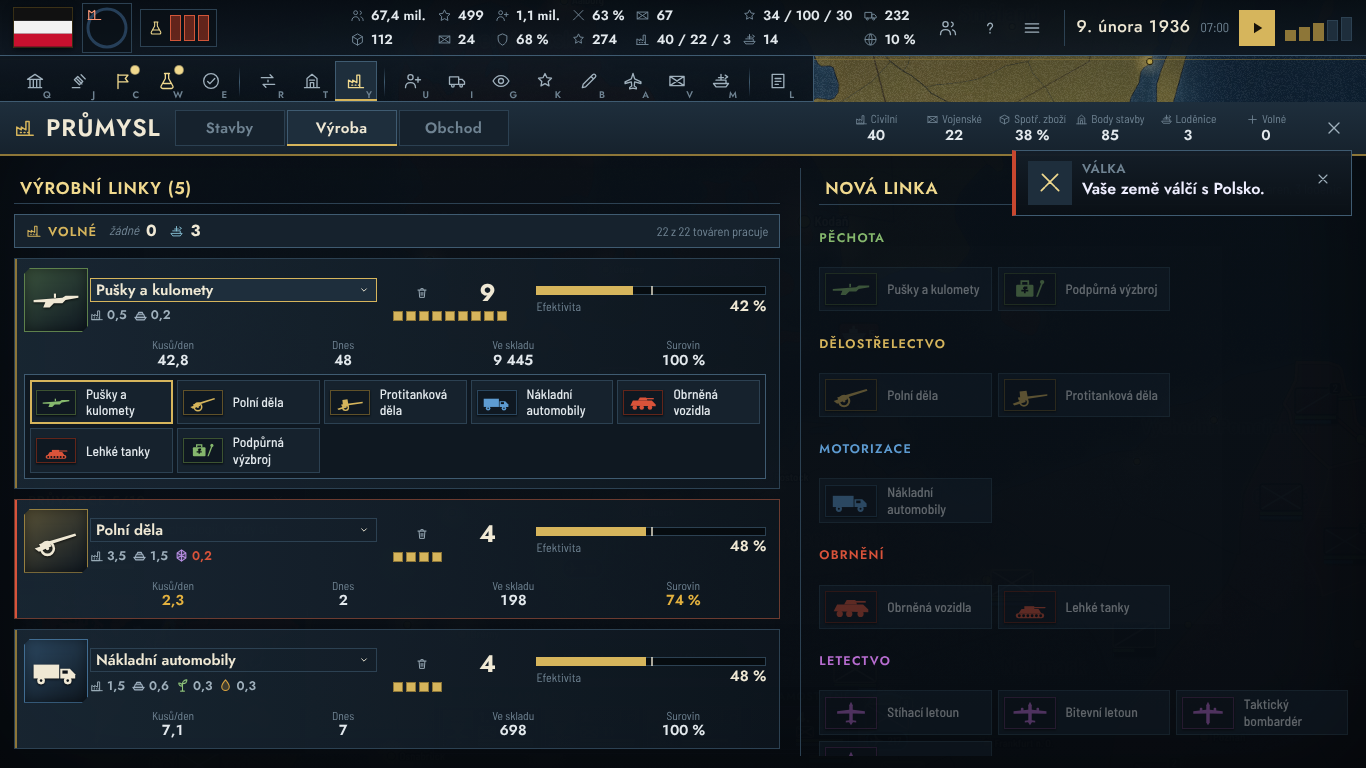 67,4 mil. 499 1,1 mil. 63 % 67 34 / 100 / 30 232
112 24 68 % 274 40 / 22 / 3 14 10 %
? 9. února 1936 07:00
Q J C W E R T Y U I G K B A V M L
PRŮMYSL Stavby Výroba Obchod
Civilní Vojenské Spotř. zboží Body stavby Loděnice Volné
40 22 38 % 85 3 0
VÁLKA
Vaše země válčí s Polsko.
VÝROBNÍ LINKY (5)
VOLNÉ žádné 0 3 22 z 22 továren pracuje
Pušky a kulomety 9
0,5 0,2 Efektivita 42 %
Kusů/den Dnes Ve skladu Surovin
42,8 48 9 445 100 %
Pušky a kulomety Polní děla Protitanková děla Nákladní automobily Obrněná vozidla
Lehké tanky Podpůrná výzbroj
Polní děla 4
3,5 1,5 0,2 Efektivita 48 %
Kusů/den Dnes Ve skladu Surovin
2,3 2 198 74 %
Nákladní automobily 4
1,5 0,6 0,3 0,3 Efektivita 48 %
Kusů/den Dnes Ve skladu Surovin
7,1 7 698 100 %
NOVÁ LINKA
PĚCHOTA
Pušky a kulomety Podpůrná výzbroj
DĚLOSTŘELECTVO
Polní děla Protitanková děla
MOTORIZACE
Nákladní automobily
OBRNĚNÍ
Obrněná vozidla Lehké tanky
LETECTVO
Stíhací letoun Bitevní letoun Taktický bombardér